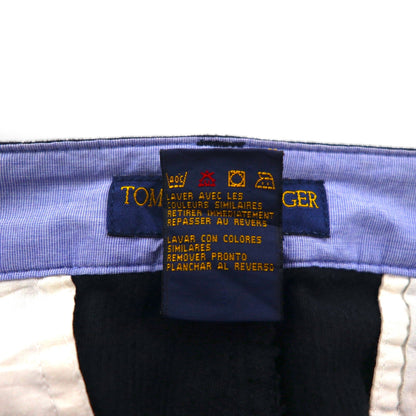 40C
TOM GER
LAVER AVEC LES
COULEURS SIMILAIRES
RETIRER IMMEDIATEMENT
REPASSER AU REVERS
LAVAR CON COLORES
SIMILARES
REMOVER PRONTO
PLANCHAR AL REVERSO